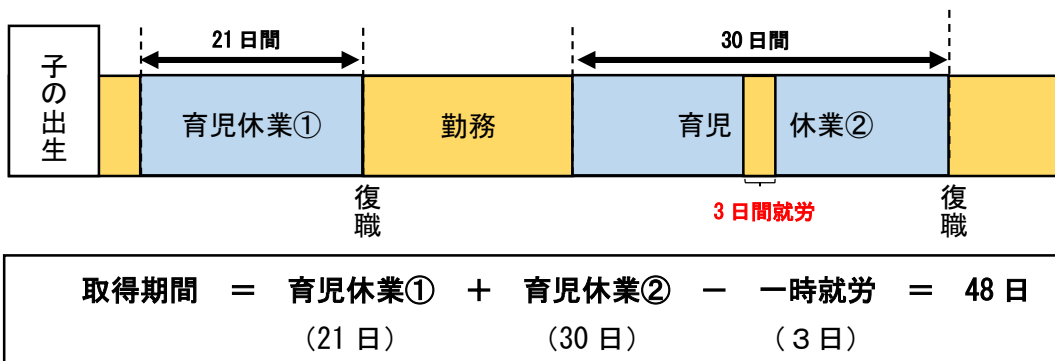 子の出生
21日間
30日間
育児休業①
勤務
育児 休業②
復職
3日間就労
復職
取得期間 ＝ 育児休業① ＋ 育児休業② － 一時就労 ＝ 48日
（21日） （30日） （３日）